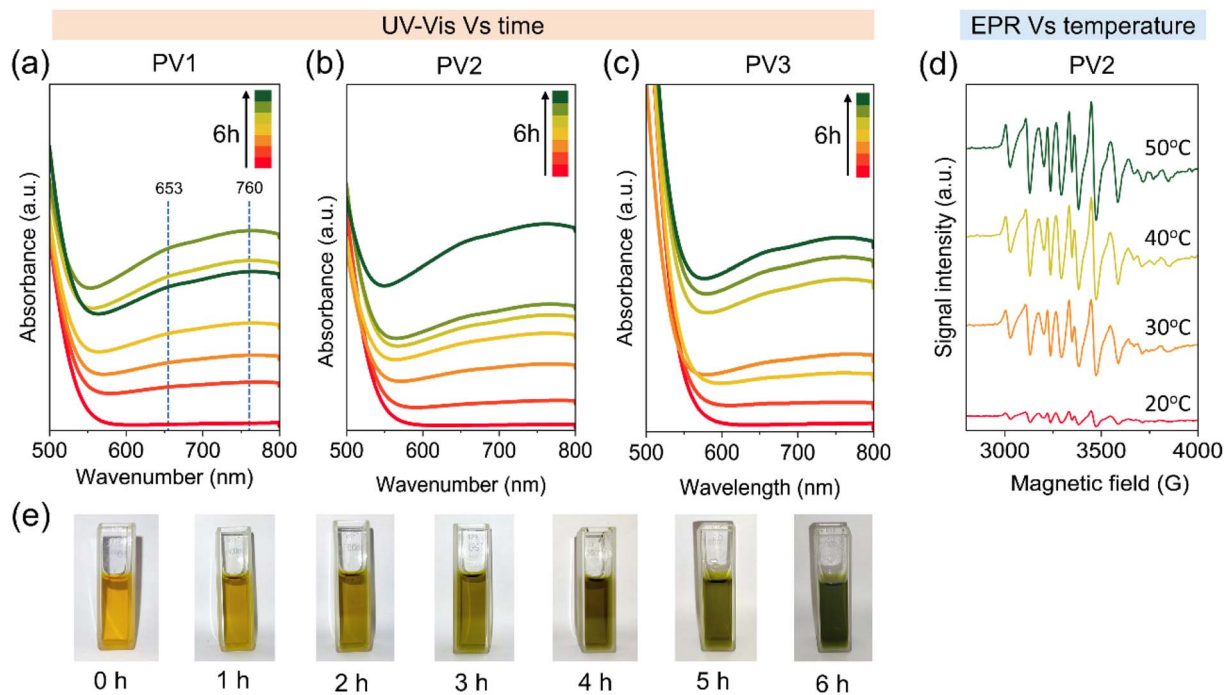 UV-Vis Vs time
EPR Vs temperature
(a) PV1
(b) PV2
(c) PV3
(d) PV2
6h
653
760
Absorbance (a.u.)
500 600 700 800
Wavenumber (nm)
6h
Absorbance (a.u.)
500 600 700 800
Wavenumber (nm)
6h
Absorbance (a.u.)
500 600 700 800
Wavelength (nm)
50°C
40°C
30°C
20°C
Signal intensity (a.u.)
3000 3500 4000
Magnetic field (G)
(e)
0 h
1 h
2 h
3 h
4 h
5 h
6 h